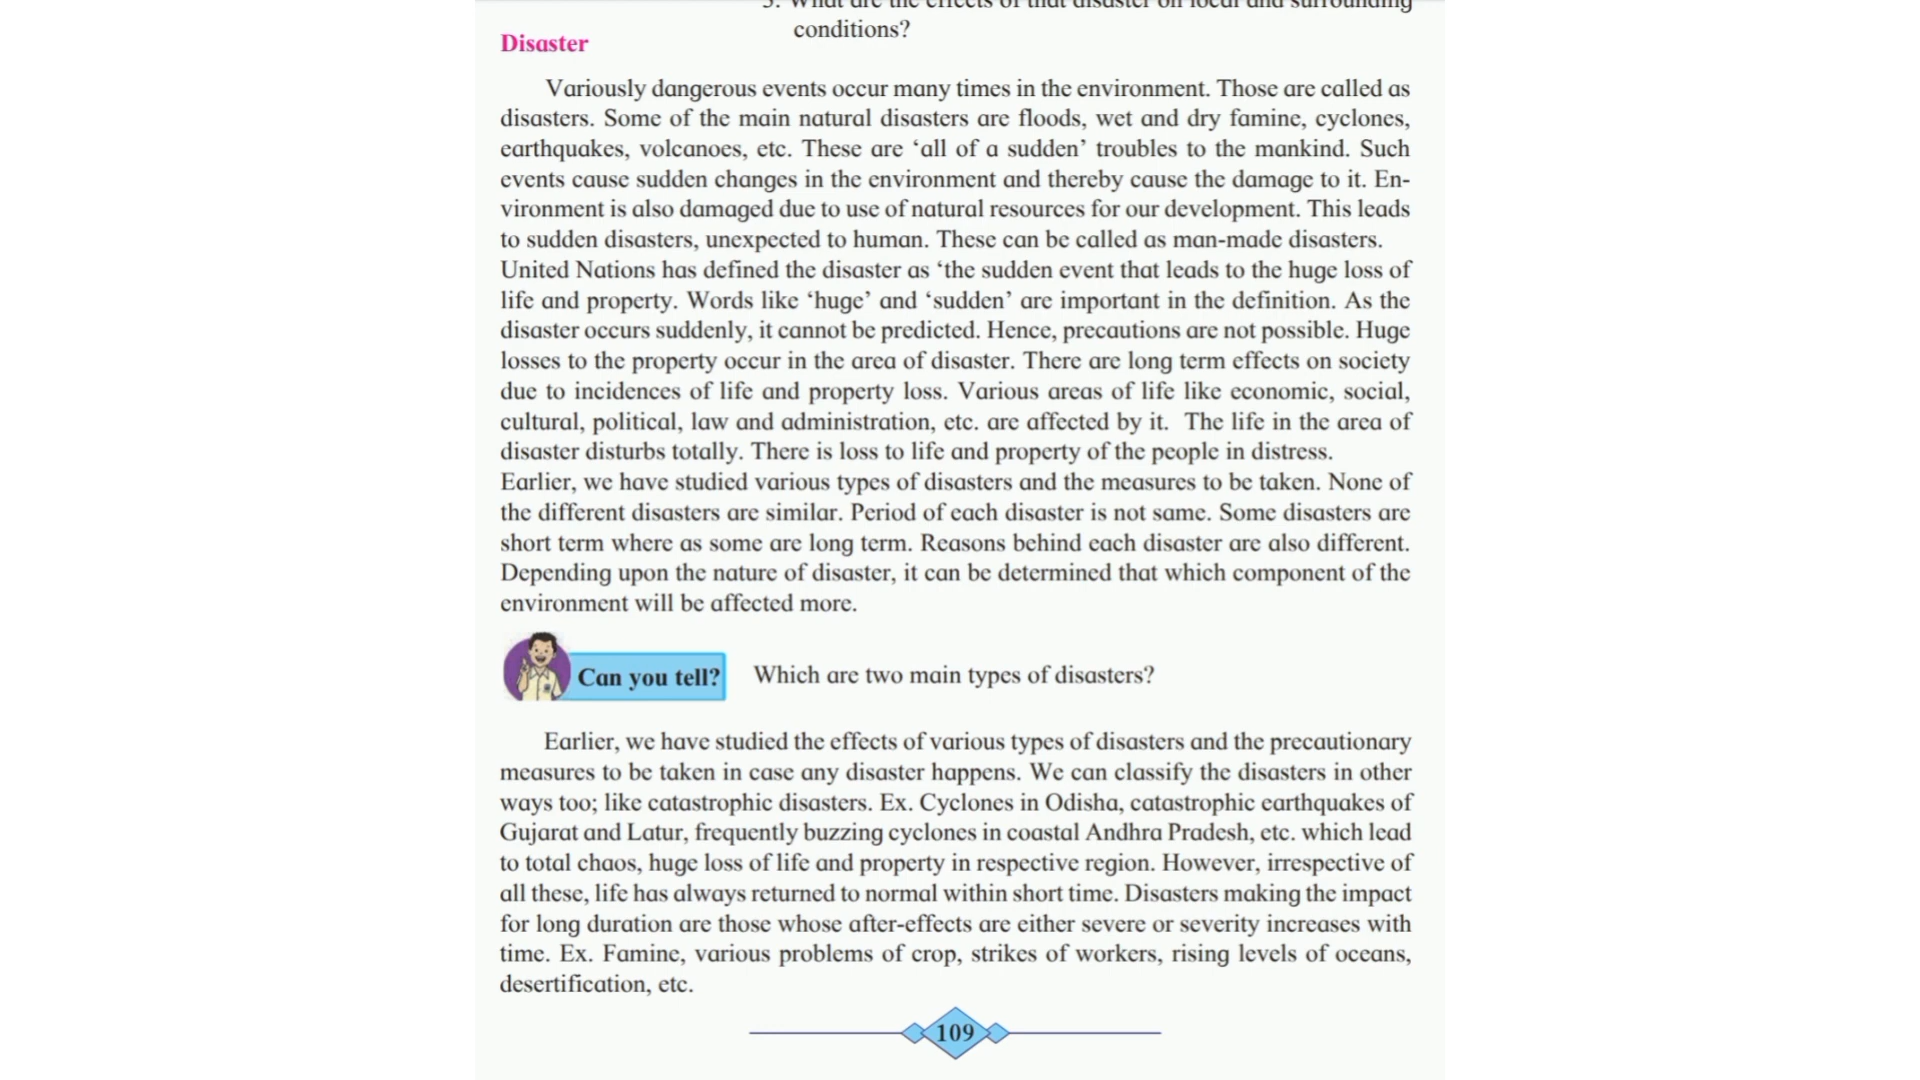 3. What are the effects of that disaster on local and surrounding
conditions?
Disaster
Variously dangerous events occur many times in the environment. Those are called as
disasters. Some of the main natural disasters are floods, wet and dry famine, cyclones,
earthquakes, volcanoes, etc. These are ‘all of a sudden’ troubles to the mankind. Such
events cause sudden changes in the environment and thereby cause the damage to it. En-
vironment is also damaged due to use of natural resources for our development. This leads
to sudden disasters, unexpected to human. These can be called as man-made disasters.
United Nations has defined the disaster as ‘the sudden event that leads to the huge loss of
life and property. Words like ‘huge’ and ‘sudden’ are important in the definition. As the
disaster occurs suddenly, it cannot be predicted. Hence, precautions are not possible. Huge
losses to the property occur in the area of disaster. There are long term effects on society
due to incidences of life and property loss. Various areas of life like economic, social,
cultural, political, law and administration, etc. are affected by it. The life in the area of
disaster disturbs totally. There is loss to life and property of the people in distress.
Earlier, we have studied various types of disasters and the measures to be taken. None of
the different disasters are similar. Period of each disaster is not same. Some disasters are
short term where as some are long term. Reasons behind each disaster are also different.
Depending upon the nature of disaster, it can be determined that which component of the
environment will be affected more.
Can you tell? Which are two main types of disasters?
Earlier, we have studied the effects of various types of disasters and the precautionary
measures to be taken in case any disaster happens. We can classify the disasters in other
ways too; like catastrophic disasters. Ex. Cyclones in Odisha, catastrophic earthquakes of
Gujarat and Latur, frequently buzzing cyclones in coastal Andhra Pradesh, etc. which lead
to total chaos, huge loss of life and property in respective region. However, irrespective of
all these, life has always returned to normal within short time. Disasters making the impact
for long duration are those whose after-effects are either severe or severity increases with
time. Ex. Famine, various problems of crop, strikes of workers, rising levels of oceans,
desertification, etc.
109